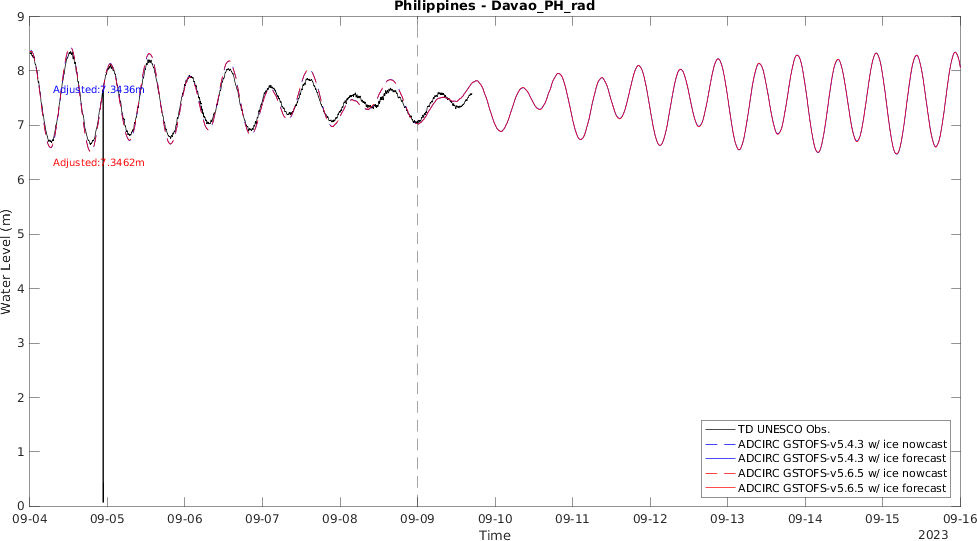 Philippines - Davao_PH_rad
9
8
7
6
5
4
3
2
1
0
Water Level (m)
Adjusted:7.3436m
Adjusted:7.3462m
TD UNESCO Obs.
ADCIRC GSTOFS-v5.4.3 w/ ice nowcast
ADCIRC GSTOFS-v5.4.3 w/ ice forecast
ADCIRC GSTOFS-v5.6.5 w/ ice nowcast
ADCIRC GSTOFS-v5.6.5 w/ ice forecast
09-04 09-05 09-06 09-07 09-08 09-09 09-10 09-11 09-12 09-13 09-14 09-15 09-16
Time
2023